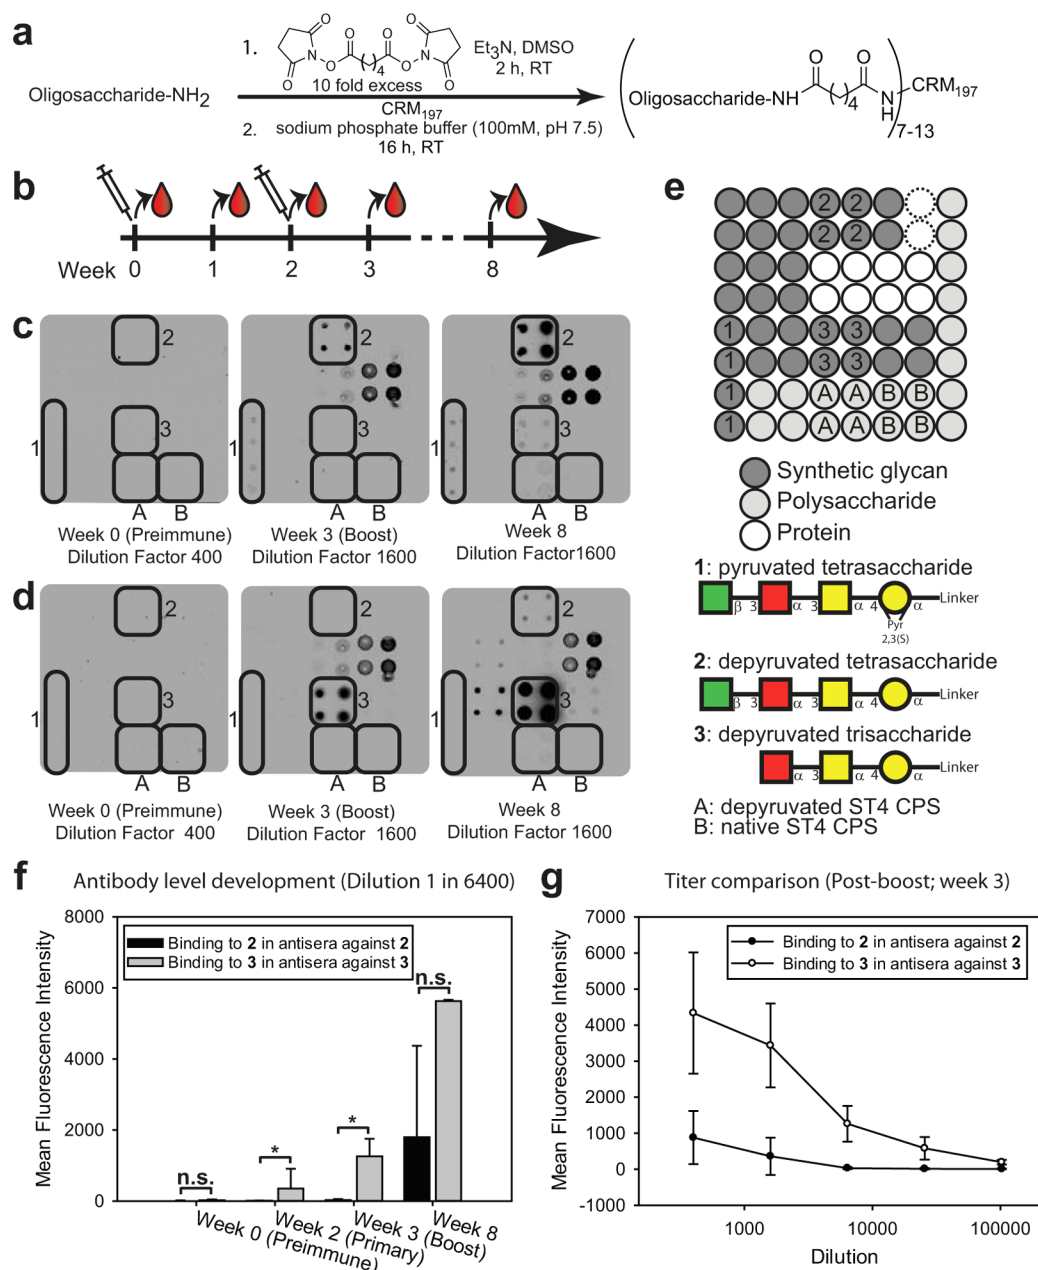 a
1.
O
O
O
O
N
O
O
N
O
O
4
O
O
Et3N, DMSO
2 h, RT
10 fold excess
Oligosaccharide-NH2
CRM197
2. sodium phosphate buffer (100mM, pH 7.5)
16 h, RT
O
O
Oligosaccharide-NH
4
N
H
CRM197
7-13
b
Week 0 1 2 3 8
c
2
1
3
A B
Week 0 (Preimmune)
Dilution Factor 400
2
1
3
A B
Week 3 (Boost)
Dilution Factor 1600
2
1
3
A B
Week 8
Dilution Factor1600
d
2
1
3
A B
Week 0 (Preimmune)
Dilution Factor 400
2
1
3
A B
Week 3 (Boost)
Dilution Factor 1600
2
1
3
A B
Week 8
Dilution Factor 1600
e
2 2
2 2
1 3 3
1 3 3
1 A A B B
1 A A B B
Synthetic glycan
Polysaccharide
Protein
1: pyruvated tetrasaccharide
β 3 α 3 α 4 α Linker
Pyr
2,3(S)
2: depyruvated tetrasaccharide
β 3 α 3 α 4 α Linker
3: depyruvated trisaccharide
α 3 α 4 α Linker
A: depyruvated ST4 CPS
B: native ST4 CPS
f
Antibody level development (Dilution 1 in 6400)
Mean Fluorescence Intensity
8000
6000
4000
2000
0
Binding to 2 in antisera against 2
Binding to 3 in antisera against 3
n.s.
*
*
n.s.
Week 0 (Preimmune)
Week 2 (Primary)
Week 3 (Boost)
Week 8
g
Titer comparison (Post-boost; week 3)
Mean Fluorescence Intensity
7000
6000
5000
4000
3000
2000
1000
0
-1000
Binding to 2 in antisera against 2
Binding to 3 in antisera against 3
1000 10000 100000
Dilution